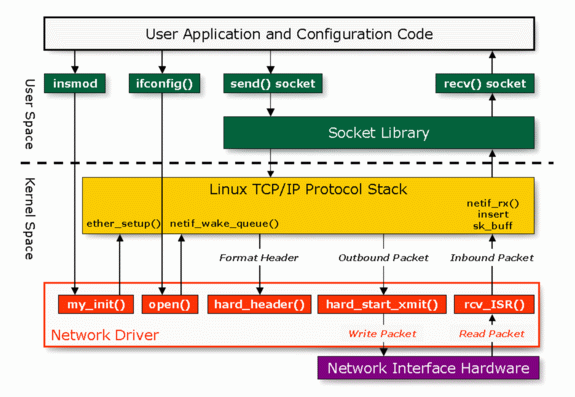 User Application and Configuration Code
insmod
ifconfig()
send() socket
recv() socket
User Space
Socket Library
Kernel Space
Linux TCP/IP Protocol Stack
ether_setup()
netif_wake_queue()
netif_rx()
insert
sk_buff
Format Header
Outbound Packet
Inbound Packet
my_init()
open()
hard_header()
hard_start_xmit()
rcv_ISR()
Network Driver
Write Packet
Read Packet
Network Interface Hardware